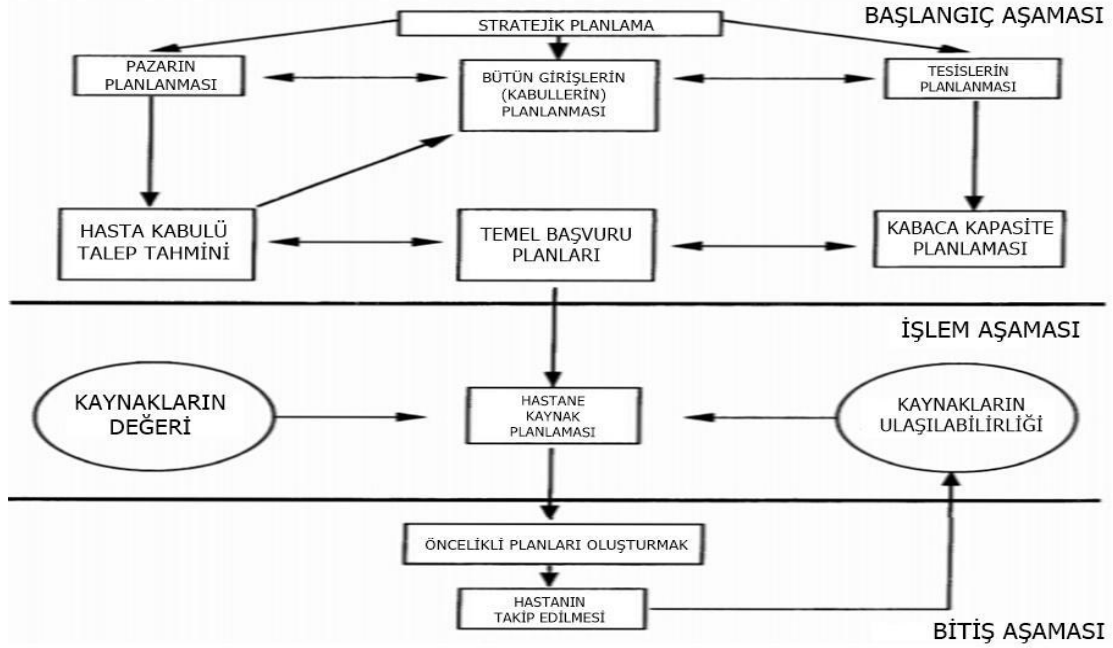 BAŞLANGIÇ AŞAMASI
STRATEJİK PLANLAMA
PAZARIN
PLANLANMASI
BÜTÜN GİRİŞLERİN
(KABULLERİN)
PLANLANMASI
TESİSLERİN
PLANLANMASI
HASTA KABULÜ
TALEP TAHMİNİ
TEMEL BAŞVURU
PLANLARI
KABACA KAPASİTE
PLANLAMASI
İŞLEM AŞAMASI
KAYNAKLARIN
DEĞERİ
HASTANE
KAYNAK
PLANLAMASI
KAYNAKLARIN
ULAŞILABİLİRLİĞİ
ÖNCELİKLİ PLANLARI OLUŞTURMAK
HASTANIN
TAKİP EDİLMESİ
BİTİŞ AŞAMASI